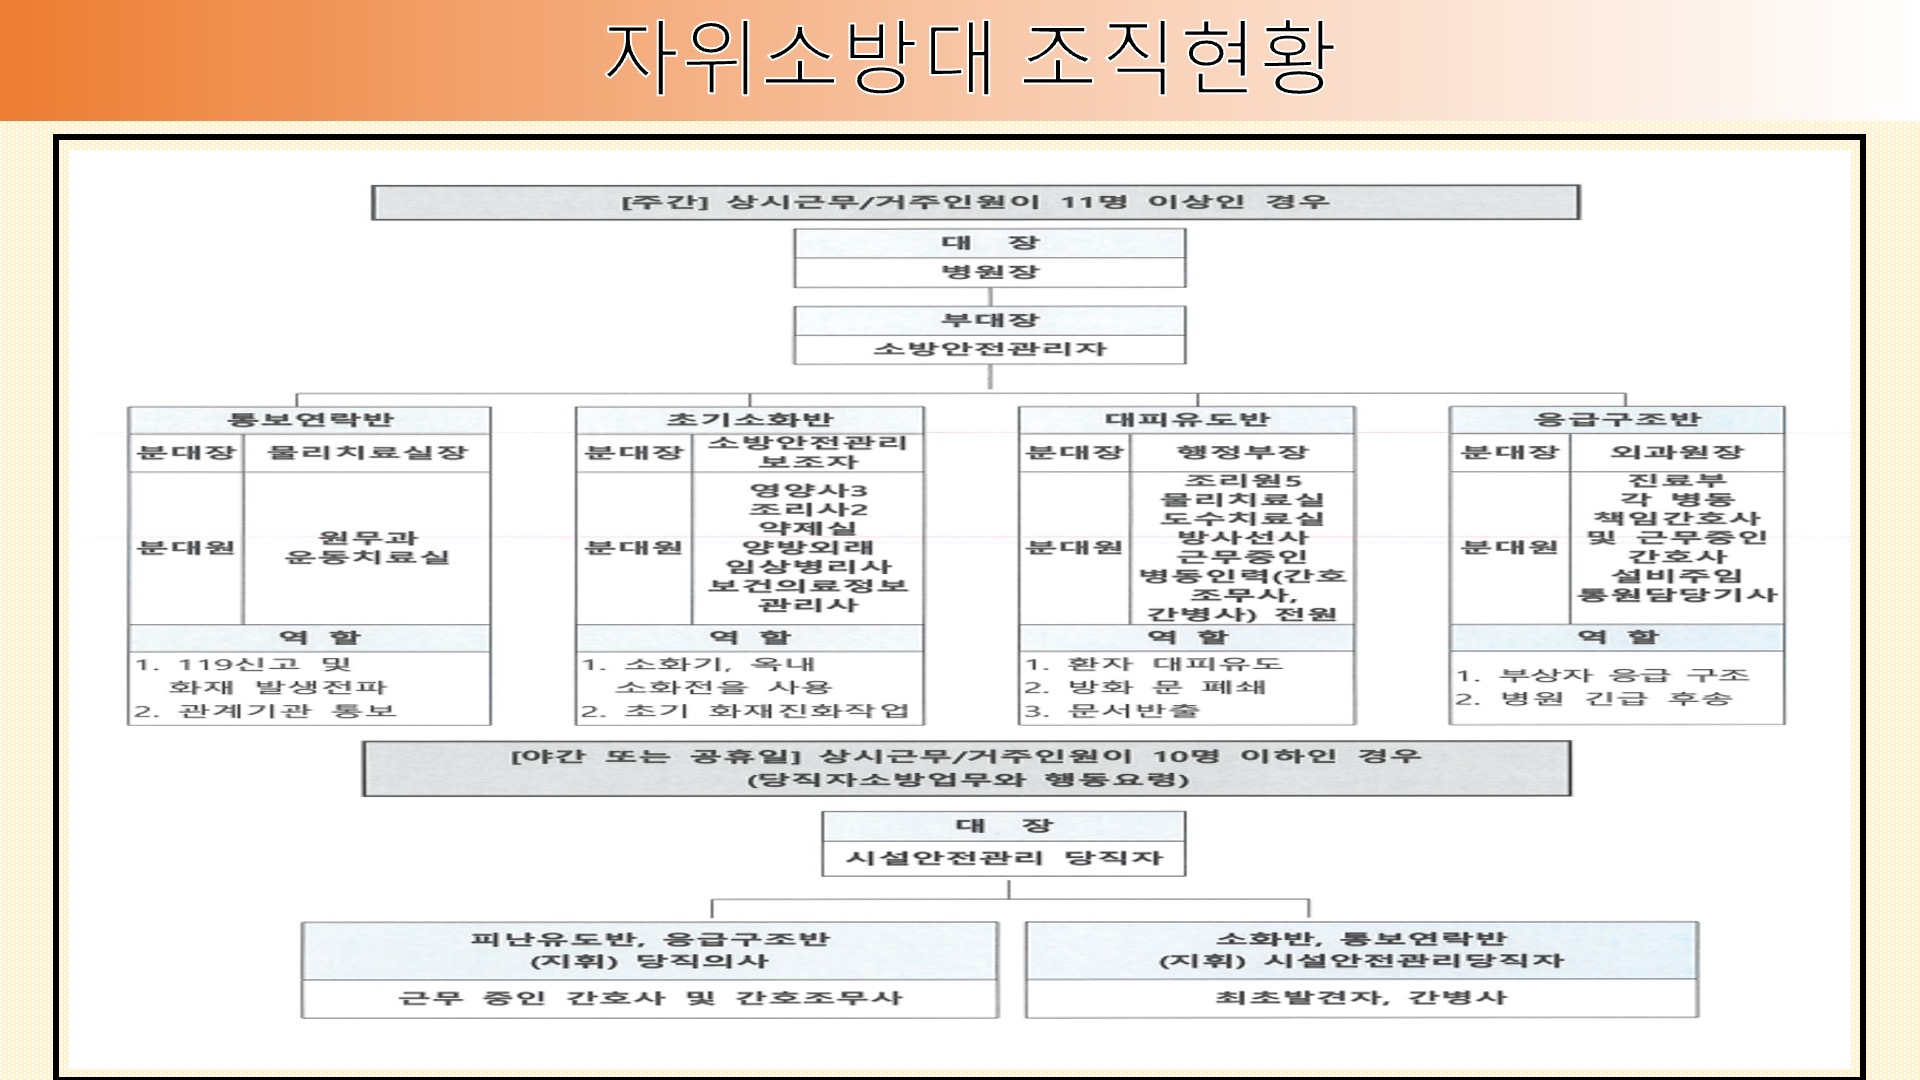 자위소방대 조직현황
[주간] 상시근무/거주인원이 11명 이상인 경우
대 장
병원장
부대장
소방안전관리자
통보연락반
분대장
물리치료실장
분대원
원무과
운동치료실
역 할
1. 119신고 및
화재 발생전파
2. 관계기관 통보
초기소화반
분대장
소방안전관리
보조자
분대원
영양사3
조리사2
약제실
양방외래
임상병리사
보건의료정보
관리사
역 할
1. 소화기, 옥내
소화전을 사용
2. 초기 화재진화작업
대피유도반
분대장
행정부장
분대원
조리원5
물리치료실
도수치료실
방사선사
근무중인
병동인력(간호
조무사,
간병사) 전원
역 할
1. 환자 대피유도
2. 방화 문 폐쇄
3. 문서반출
응급구조반
분대장
외과원장
분대원
진료부
각 병동
책임간호사
및 근무중인
간호사
설비주임
통원담당기사
역 할
1. 부상자 응급 구조
2. 병원 긴급 후송
[야간 또는 공휴일] 상시근무/거주인원이 10명 이하인 경우
(당직자소방업무와 행동요령)
대 장
시설안전관리 당직자
피난유도반, 응급구조반
(지휘) 당직의사
근무 중인 간호사 및 간호조무사
소화반, 통보연락반
(지휘) 시설안전관리당직자
최초발견자, 간병사